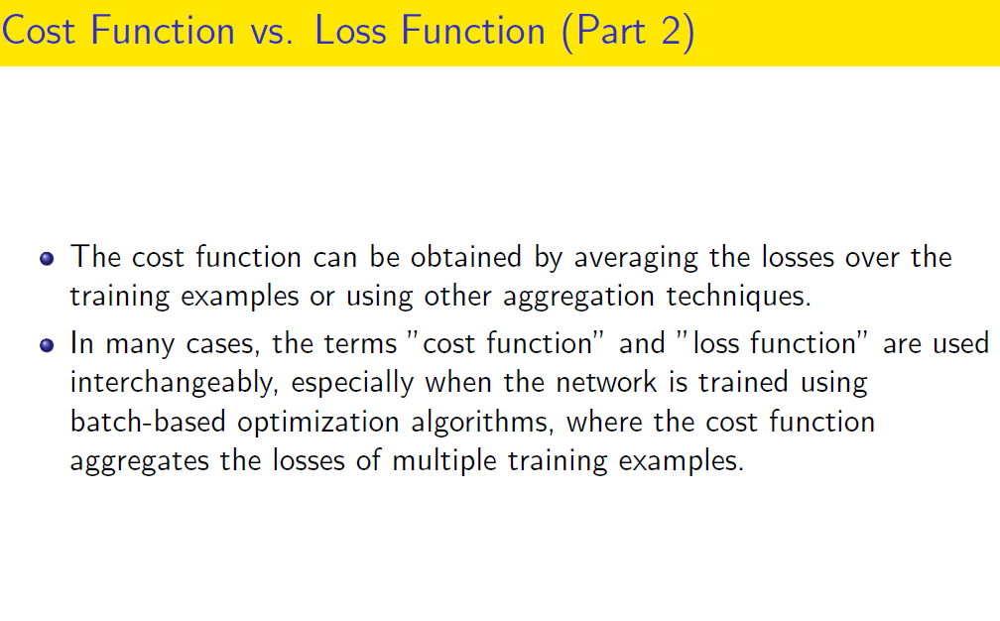 Cost Function vs. Loss Function (Part 2)
The cost function can be obtained by averaging the losses over the
training examples or using other aggregation techniques.
In many cases, the terms ”cost function” and ”loss function” are used
interchangeably, especially when the network is trained using
batch-based optimization algorithms, where the cost function
aggregates the losses of multiple training examples.